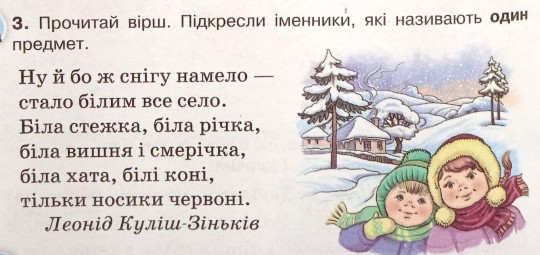 3. Прочитай вірш. Підкресли іменники́, які називають один
предмет.
Ну й бо ж снігу намело —
стало білим все село.
Біла стежка, біла річка,
біла вишня і смерічка,
біла хата, білі коні,
тільки носики червоні.
Леонід Куліш-Зіньків